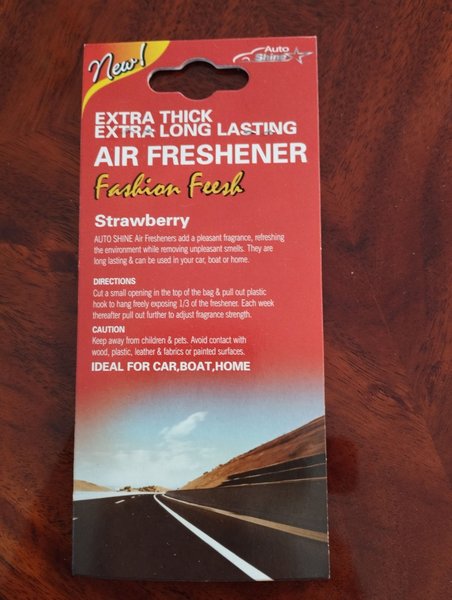 New!
Auto
Shine
EXTRA THICK
EXTRA LONG LASTING
AIR FRESHENER
Fashion Feesh
Strawberry
AUTO SHINE Air Fresheners add a pleasant fragrance, refreshing
the environment while removing unpleasant smells. They are
long lasting & can be used in your car, boat or home.
DIRECTIONS
Cut a small opening in the top of the bag & pull out plastic
hook to hang freely exposing 1/3 of the freshener. Each week
thereafter pull out further to adjust fragrance strength.
CAUTION
Keep away from children & pets. Avoid contact with
wood, plastic, leather & fabrics or painted surfaces.
IDEAL FOR CAR,BOAT,HOME